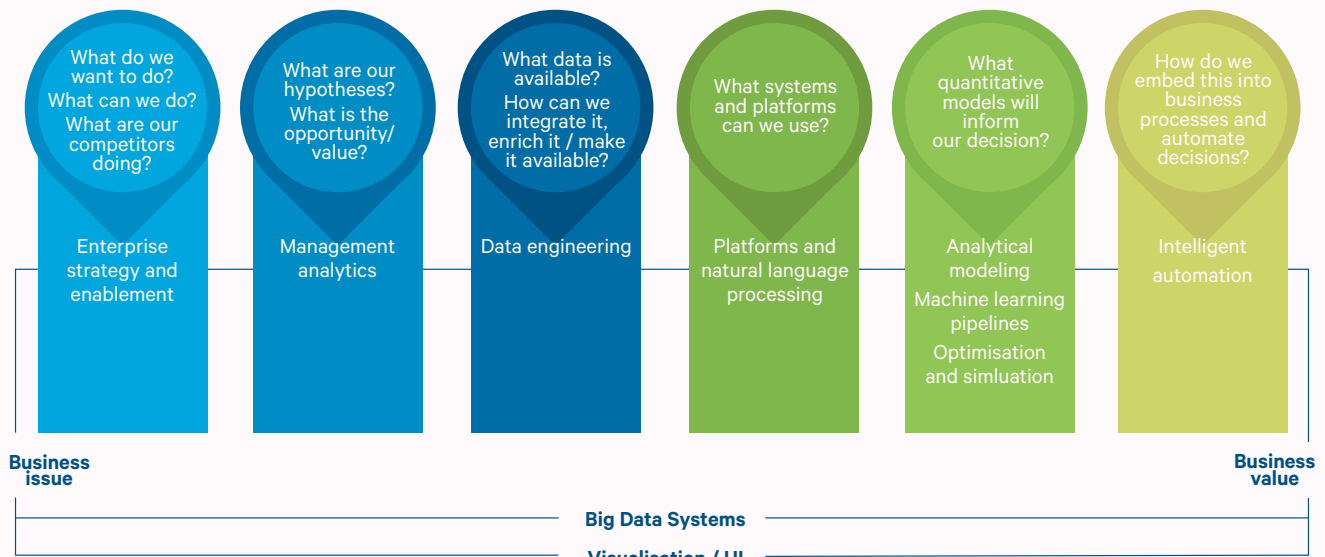 What do we
want to do?
What can we do?
What are our
competitors
doing?
Enterprise
strategy and
enablement
What are our
hypotheses?
What is the
opportunity/
value?
Management
analytics
What data is
available?
How can we
integrate it,
enrich it / make
it available?
Data engineering
What systems
and platforms
can we use?
Platforms and
natural language
processing
What
quantitative
models will
inform
our decision?
Analytical
modeling
Machine learning
pipelines
Optimisation
and simluation
How do we
embed this into
business
processes and
automate
decisions?
Intelligent
automation
Business
issue
Business
value
Big Data Systems
Visualisation / UI